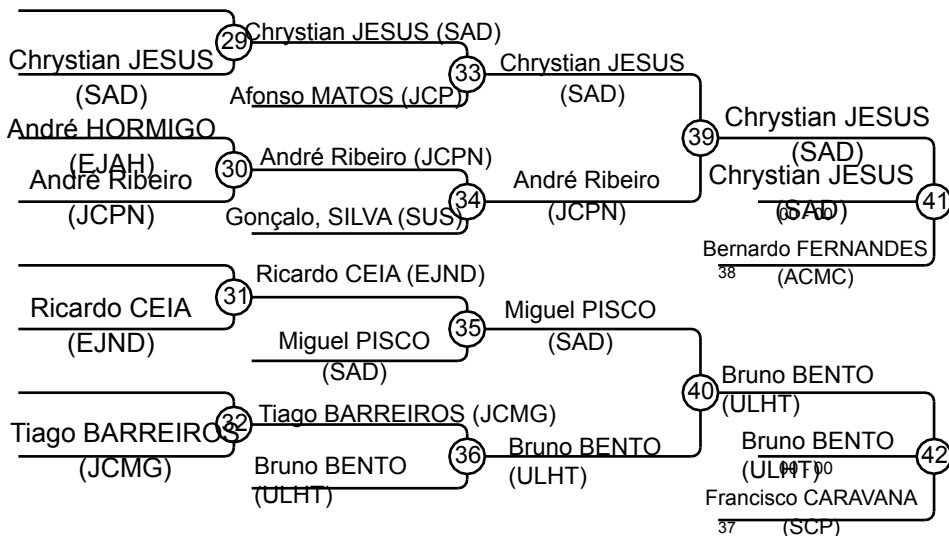 29
Chrystian JESUS (SAD)
Chrystian JESUS
(SAD)
33
Chrystian JESUS
(SAD)
Afonso MATOS (JCP)
André HORMIGO
(EJAH)
30
André Ribeiro (JCPN)
39
Chrystian JESUS
(SAD)
André Ribeiro
(JCPN)
34
André Ribeiro
(JCPN)
Gonçalo, SILVA (SUS)
Chrystian JESUS
(SAD)
00 - 00
41
Bernardo FERNANDES
(ACMC)
38
31
Ricardo CEIA (EJND)
Ricardo CEIA
(EJND)
35
Miguel PISCO
(SAD)
Miguel PISCO
(SAD)
40
Bruno BENTO
(ULHT)
32
Tiago BARREIROS (JCMG)
Tiago BARREIROS
(JCMG)
36
Bruno BENTO
(ULHT)
Bruno BENTO
(ULHT)
Bruno BENTO
(ULHT)
00 - 00
42
Francisco CARAVANA
(SCP)
37